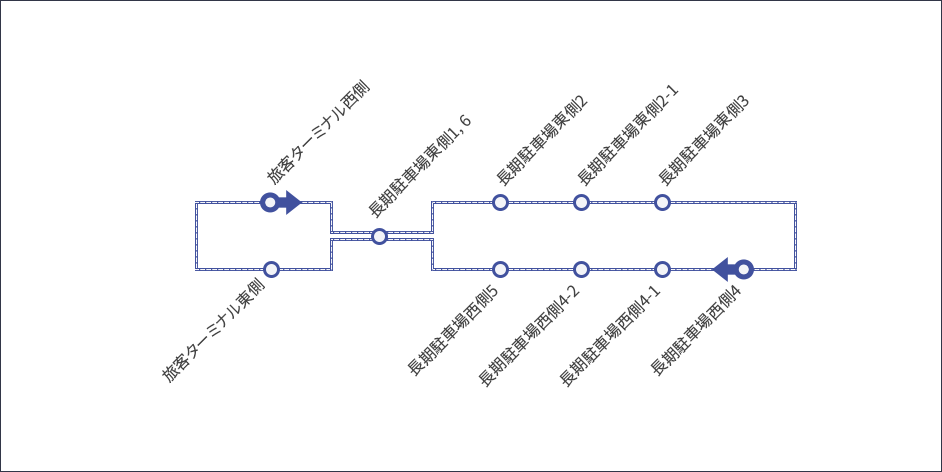 旅客ターミナル西側
長期駐車場東側1, 6
長期駐車場東側2
長期駐車場東側2-1
長期駐車場東側3
旅客ターミナル東側
長期駐車場西側5
長期駐車場西側4-2
長期駐車場西側4-1
長期駐車場西側4